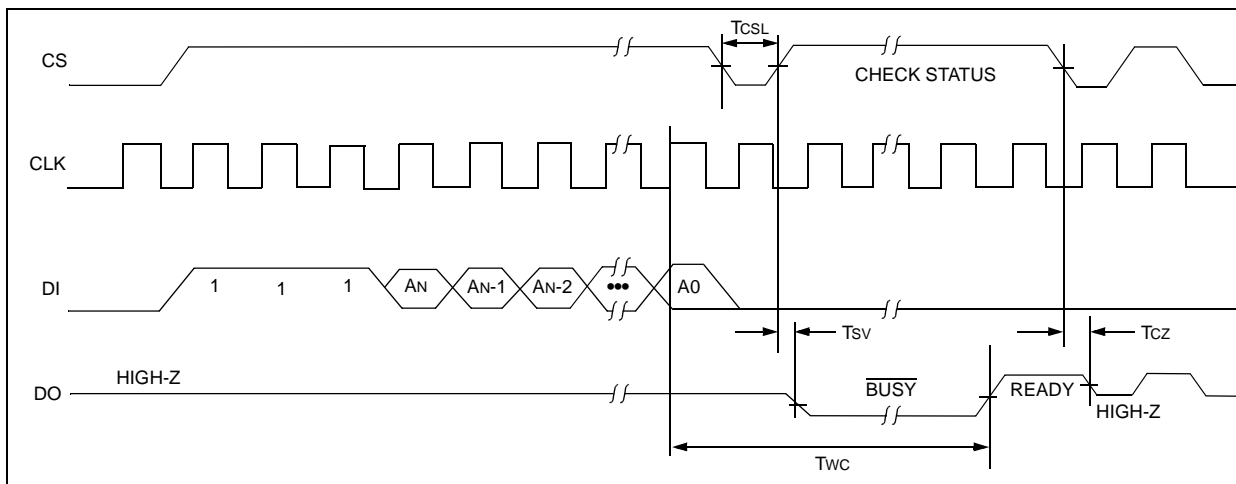 TCSL
CS
CHECK STATUS
CLK
DI
1
1
1
AN
AN-1
AN-2
•••
A0
TSV
TCZ
HIGH-Z
DO
BUSY
READY
HIGH-Z
TWC